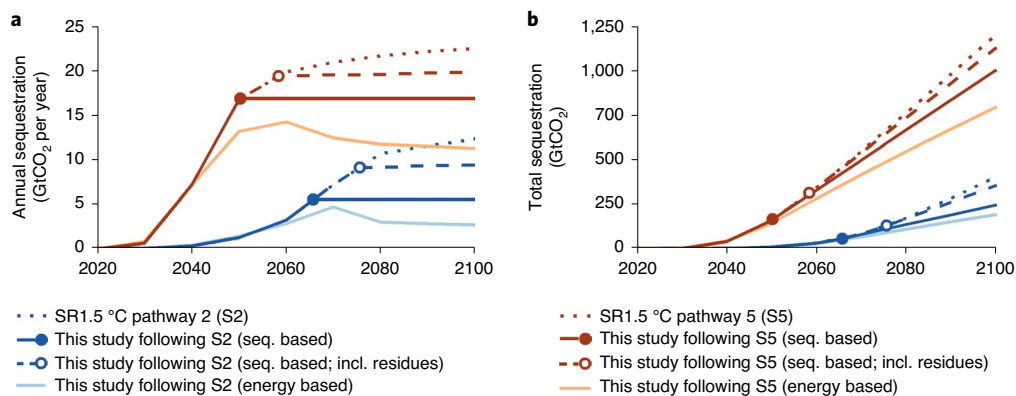 a
Annual sequestration
(GtCO₂ per year)
25
20
15
10
5
0
2020
2040
2060
2080
2100
b
Total sequestration
(GtCO₂)
1,250
1,000
700
500
250
0
2020
2040
2060
2080
2100
SR1.5 °C pathway 2 (S2)
This study following S2 (seq. based)
This study following S2 (seq. based; incl. residues)
This study following S2 (energy based)
SR1.5 °C pathway 5 (S5)
This study following S5 (seq. based)
This study following S5 (seq. based; incl. residues)
This study following S5 (energy based)